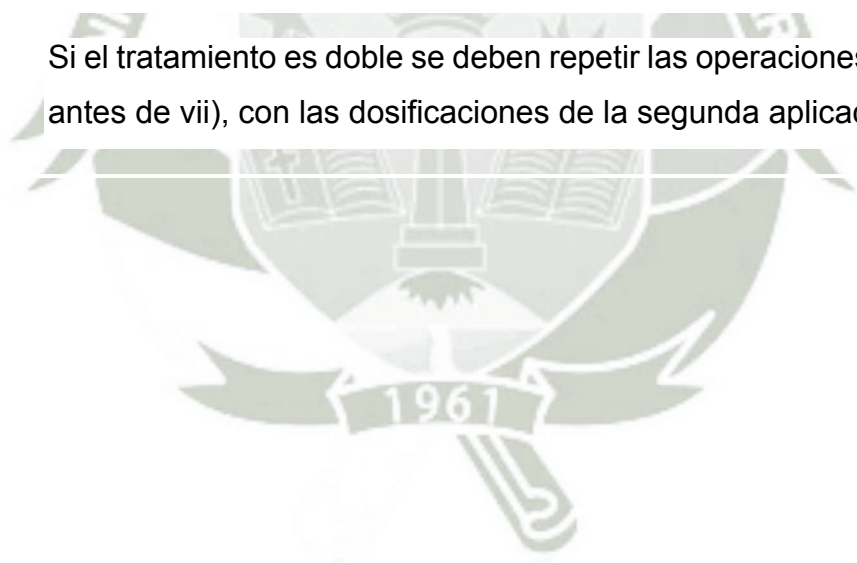 Si el tratamiento es doble se deben repetir las operaciones
antes de vii), con las dosificaciones de la segunda
1961